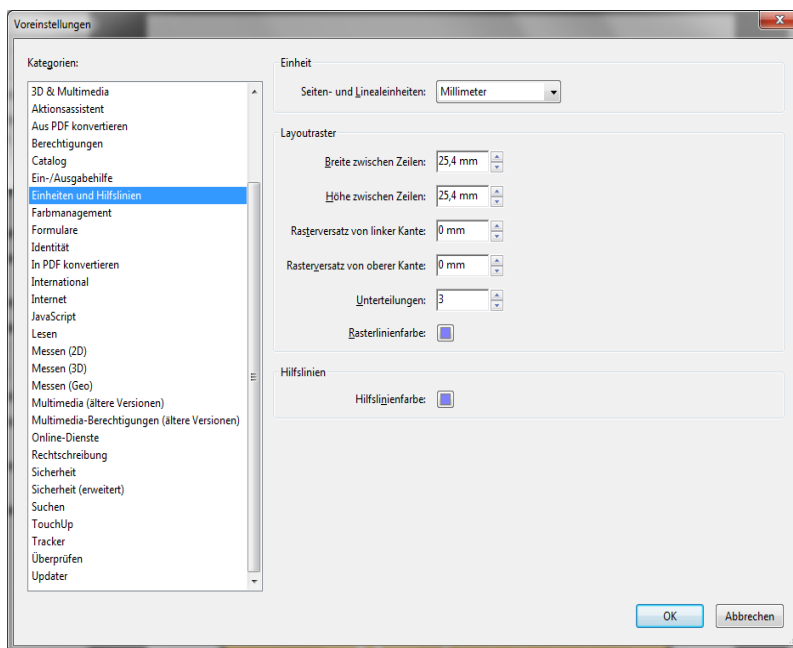 Voreinstellungen
Kategorien:
3D & Multimedia
Aktionsassistent
Aus PDF konvertieren
Berechtigungen
Catalog
Ein-/Ausgabehilfe
Einheiten und Hilfslinien
Farbmanagement
Formulare
Identität
In PDF konvertieren
International
Internet
JavaScript
Lesen
Messen (2D)
Messen (3D)
Messen (Geo)
Multimedia (ältere Versionen)
Multimedia-Berechtigungen (ältere Versionen)
Online-Dienste
Rechtschreibung
Sicherheit
Sicherheit (erweitert)
Suchen
TouchUp
Tracker
Überprüfen
Updater
Einheit
Seiten- und Linealeinheiten: Millimeter
Layoutraster
Breite zwischen Zeilen: 25,4 mm
Höhe zwischen Zeilen: 25,4 mm
Rasterversatz von linker Kante: 0 mm
Rasterversatz von oberer Kante: 0 mm
Unterteilungen: 3
Rasterlinienfarbe:
Hilfslinien
Hilfslinienfarbe:
OK Abbrechen